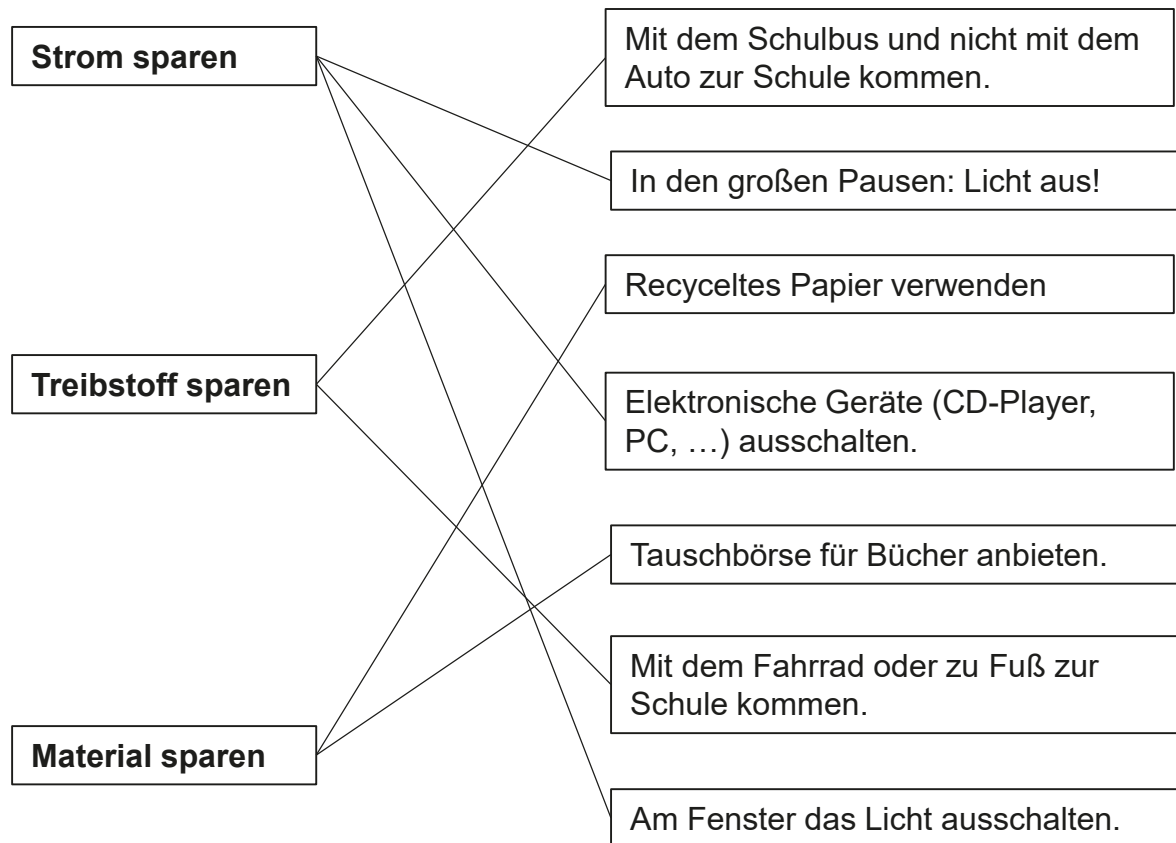 Strom sparen
Treibstoff sparen
Material sparen
Mit dem Schulbus und nicht mit dem
Auto zur Schule kommen.
In den großen Pausen: Licht aus!
Recyceltes Papier verwenden
Elektronische Geräte (CD-Player,
PC, …) ausschalten.
Tauschbörse für Bücher anbieten.
Mit dem Fahrrad oder zu Fuß zur
Schule kommen.
Am Fenster das Licht ausschalten.